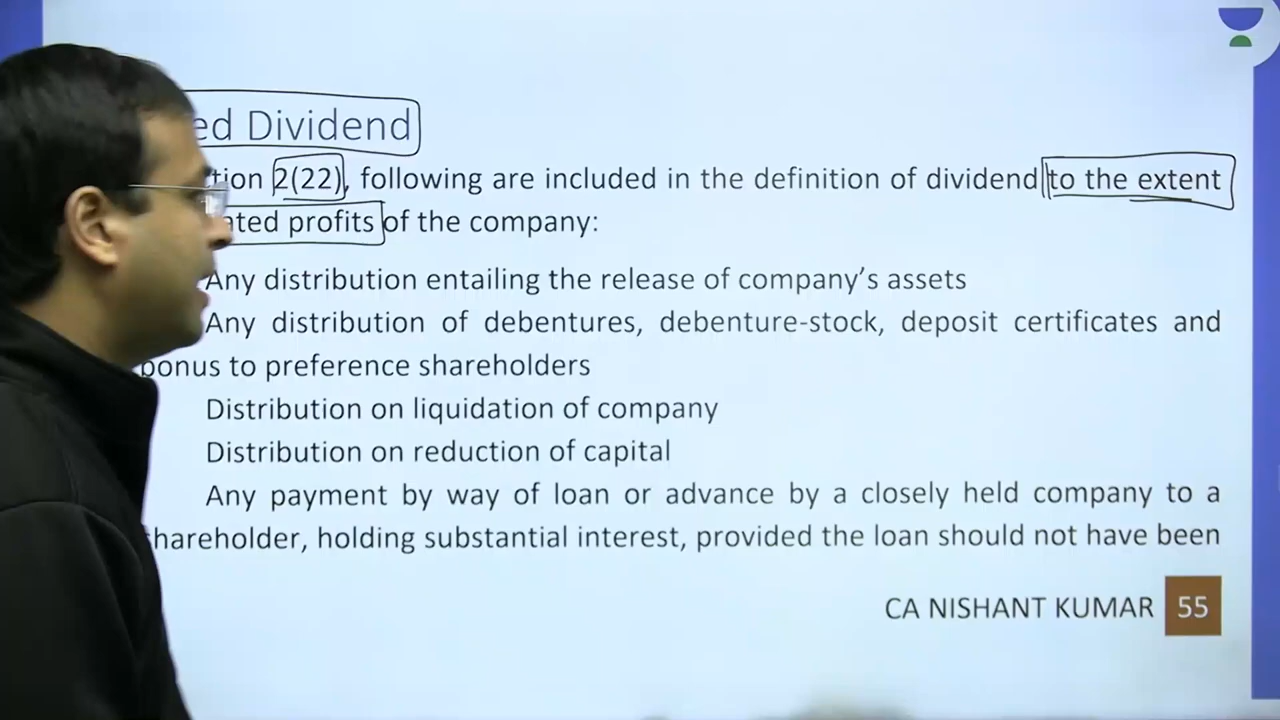 ed Dividend
tion 2(22), following are included in the definition of dividend to the extent
ated profits of the company:
Any distribution entailing the release of company’s assets
Any distribution of debentures, debenture-stock, deposit certificates and
bonus to preference shareholders
Distribution on liquidation of company
Distribution on reduction of capital
Any payment by way of loan or advance by a closely held company to a
shareholder, holding substantial interest, provided the loan should not have been
CA NISHANT KUMAR 55